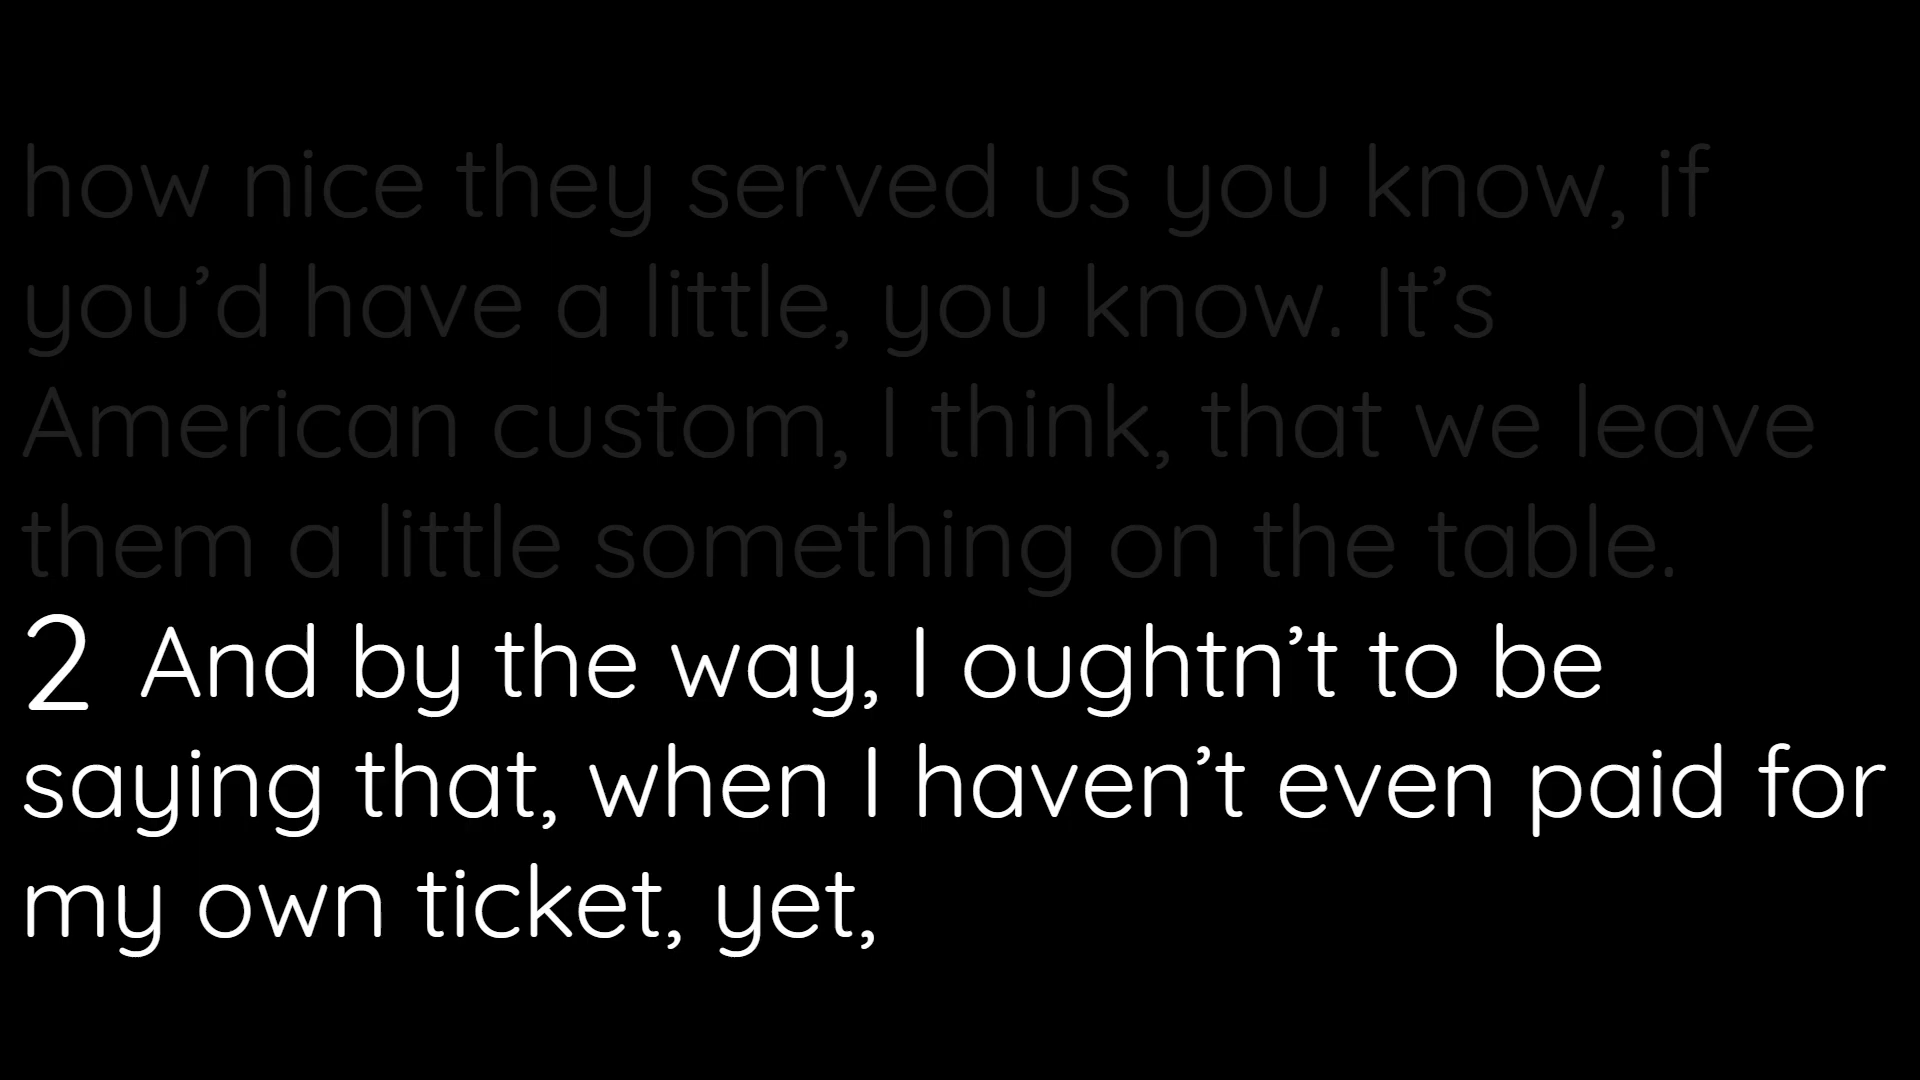 how nice they served us you know, if
you’d have a little, you know. It’s
American custom, I think, that we leave
them a little something on the table.
2 And by the way, I oughtn’t to be
saying that, when I haven’t even paid for
my own ticket, yet,